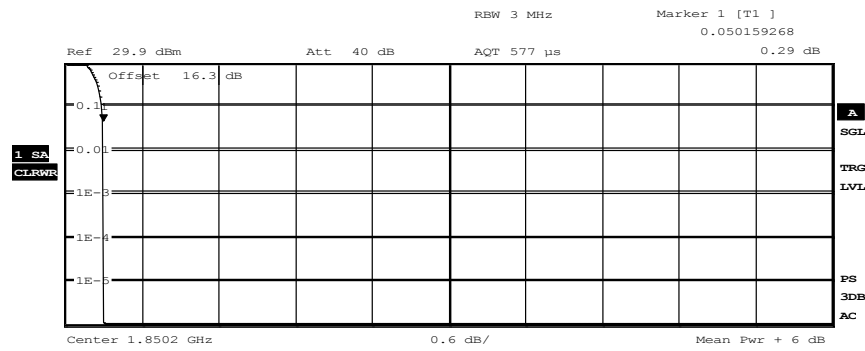 RBW 3 MHz Marker 1 [T1 ]
0.050159268
Ref 29.9 dBm Att 40 dB AQT 577 µs 0.29 dB
Offset 16.3 dB
0.1
A
SGL
1 SA
0.01
CLRWR
TRG
1E-3
LVL
1E-4
1E-5
PS
3DB
AC
Center 1.8502 GHz 0.6 dB/ Mean Pwr + 6 dB